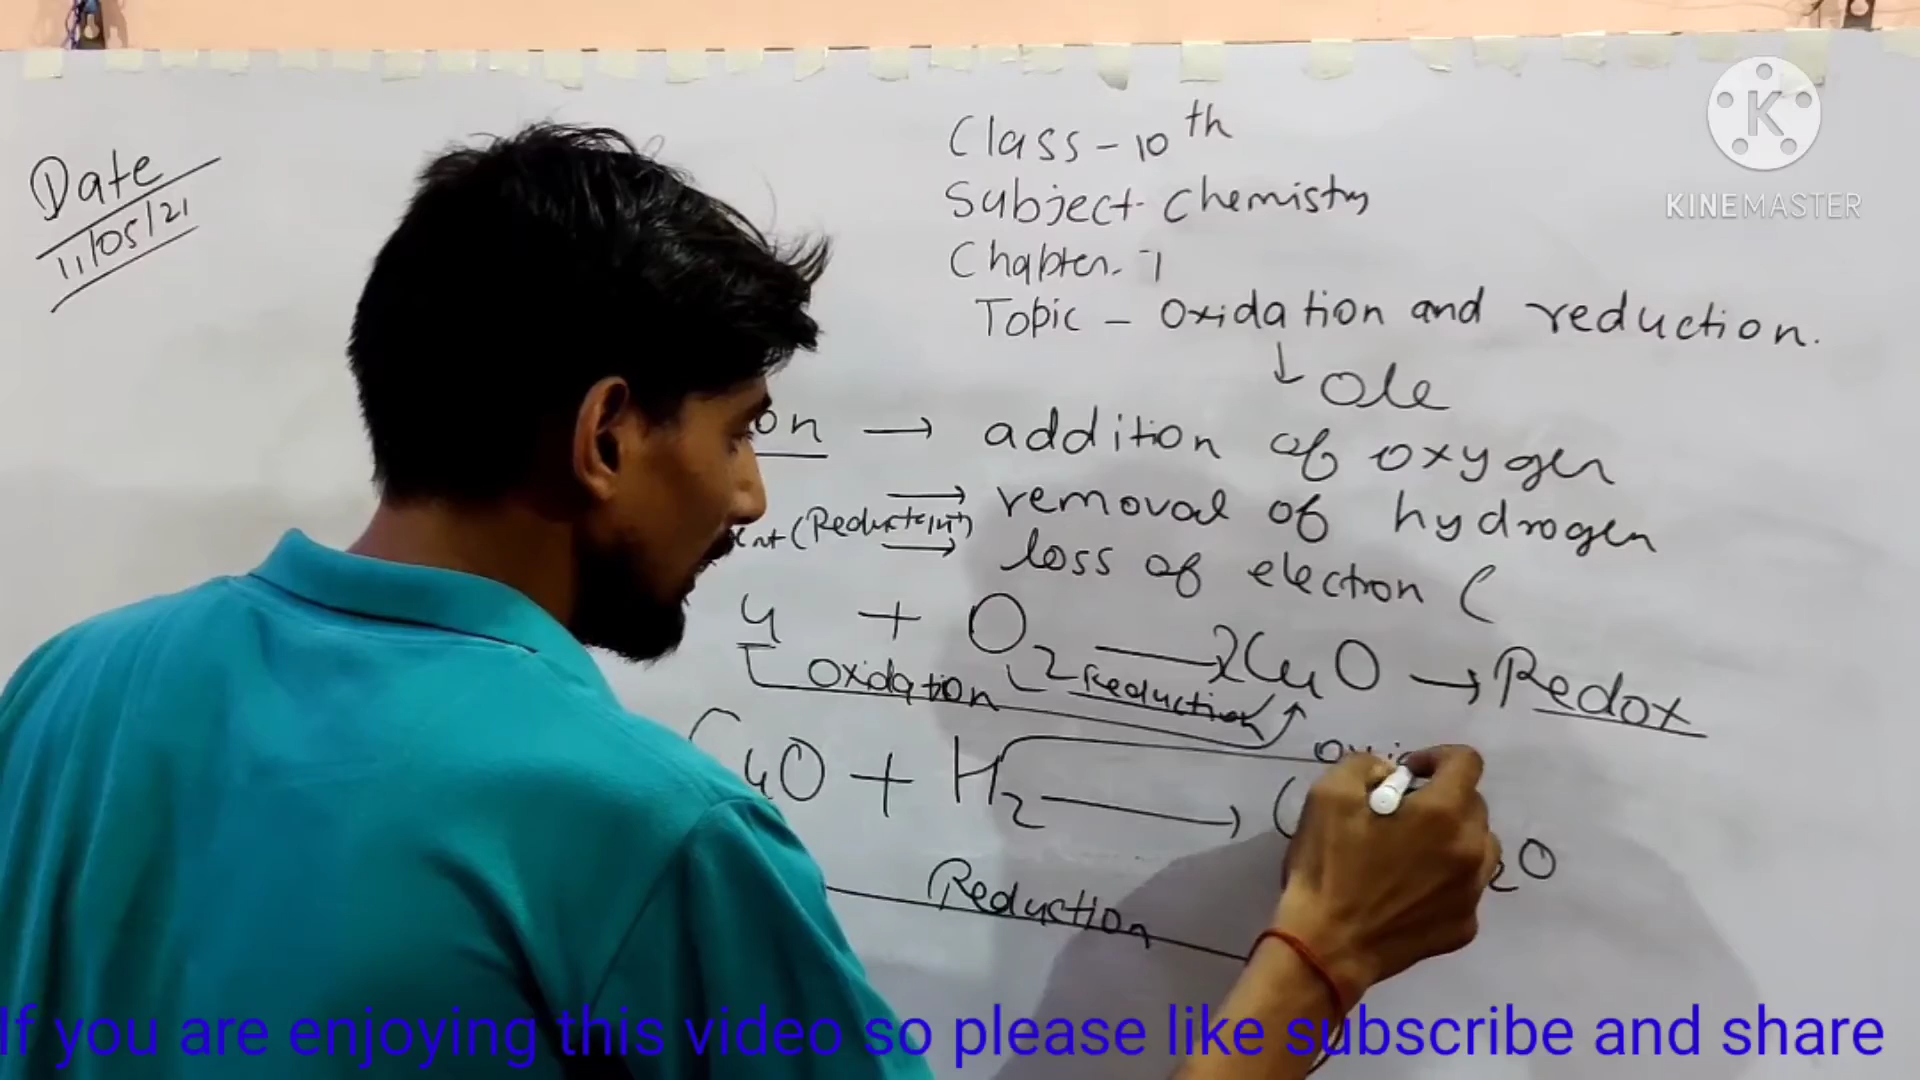 Date
11/05/21
Class - 10th
Subject - Chemistry
Chapter - 1
Topic - Oxidation and reduction.
↓ Ole
on → addition of oxygen
→ removal of hydrogen
(Reductant)
→ loss of electron (
u + O2 → 2CuO → Redox
Oxidation Reduction
CuO + H2 → ( 2O
Reduction
KINEMASTER
If you are enjoying this video so please like subscribe and share